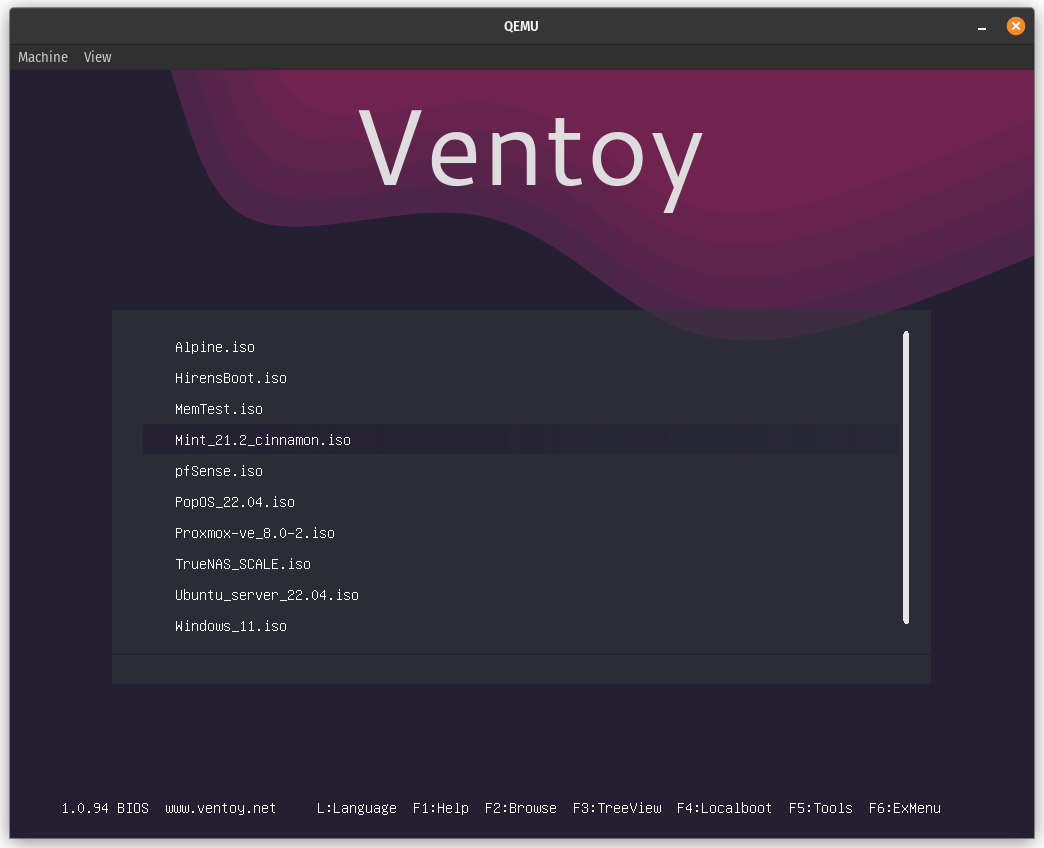 QEMU
Machine View
Ventoy
Alpine.iso
HirensBoot.iso
MemTest.iso
Mint_21.2_cinnamon.iso
pfSense.iso
PopOS_22.04.iso
Proxmox-ve_8.0-2.iso
TrueNAS_SCALE.iso
Ubuntu_server_22.04.iso
Windows_11.iso
1.0.94 BIOS www.ventoy.net L:Language F1:Help F2:Browse F3:TreeView F4:Localboot F5:Tools F6:ExMenu